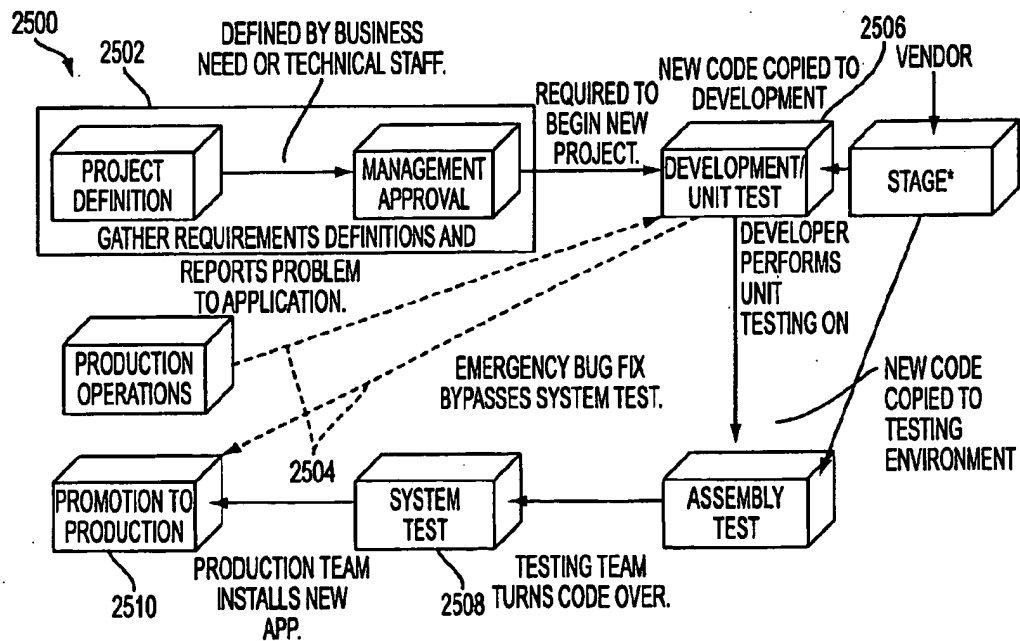 2500
2502
DEFINED BY BUSINESS
NEED OR TECHNICAL STAFF.
2506
VENDOR
NEW CODE COPIED TO
DEVELOPMENT
REQUIRED TO
BEGIN NEW
PROJECT.
PROJECT
DEFINITION
MANAGEMENT
APPROVAL
DEVELOPMENT/
UNIT TEST
STAGE*
GATHER REQUIREMENTS DEFINITIONS AND
REPORTS PROBLEM
TO APPLICATION.
DEVELOPER
PERFORMS
UNIT
TESTING ON
PRODUCTION
OPERATIONS
EMERGENCY BUG FIX
BYPASSES SYSTEM TEST.
NEW CODE
COPIED TO
TESTING
ENVIRONMENT
2504
PROMOTION TO
PRODUCTION
SYSTEM
TEST
ASSEMBLY
TEST
2510
PRODUCTION TEAM
INSTALLS NEW
APP.
2508
TESTING TEAM
TURNS CODE OVER.